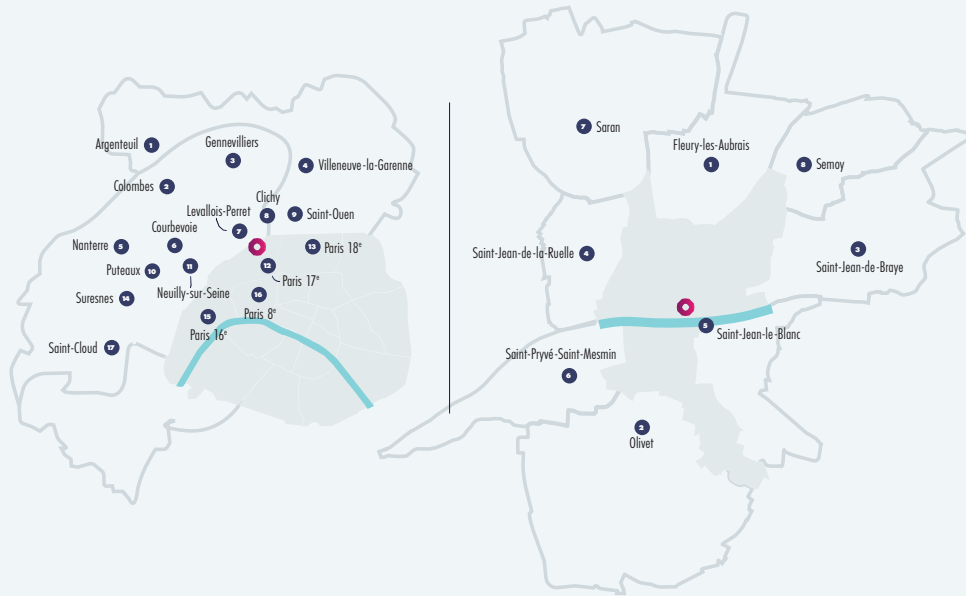 Argenteuil 1
Gennevilliers
3
4 Villeneuve-la-Garenne
Colombes 2
Clichy
8
Levallois-Perret
7
9 Saint-Ouen
Courbevoie
6
Nanterre 5
13 Paris 18e
Puteaux 10
11
Neuilly-sur-Seine
12
Paris 17e
Suresnes 14
16
Paris 8e
15
Paris 16e
Saint-Cloud 17
7 Saran
Fleury-les-Aubrais
1
8 Semoy
Saint-Jean-de-la-Ruelle 4
3
Saint-Jean-de-Braye
5 Saint-Jean-le-Blanc
Saint-Pryvé-Saint-Mesmin
6
2
Olivet